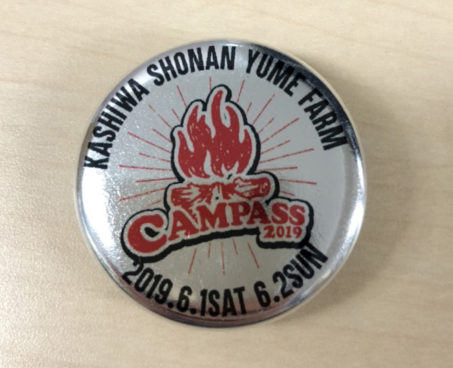 KASHIWA SHONAN YUME FARM
CAMPASS
2019
2019.6.1SAT 6.2SUN